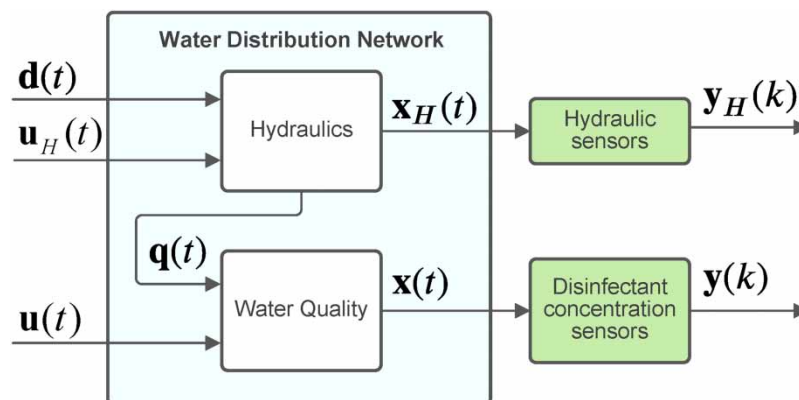 Water Distribution Network
d(t)
u_H(t)
Hydraulics
x_H(t)
Hydraulic
sensors
y_H(k)
q(t)
u(t)
Water Quality
x(t)
Disinfectant
concentration
sensors
y(k)